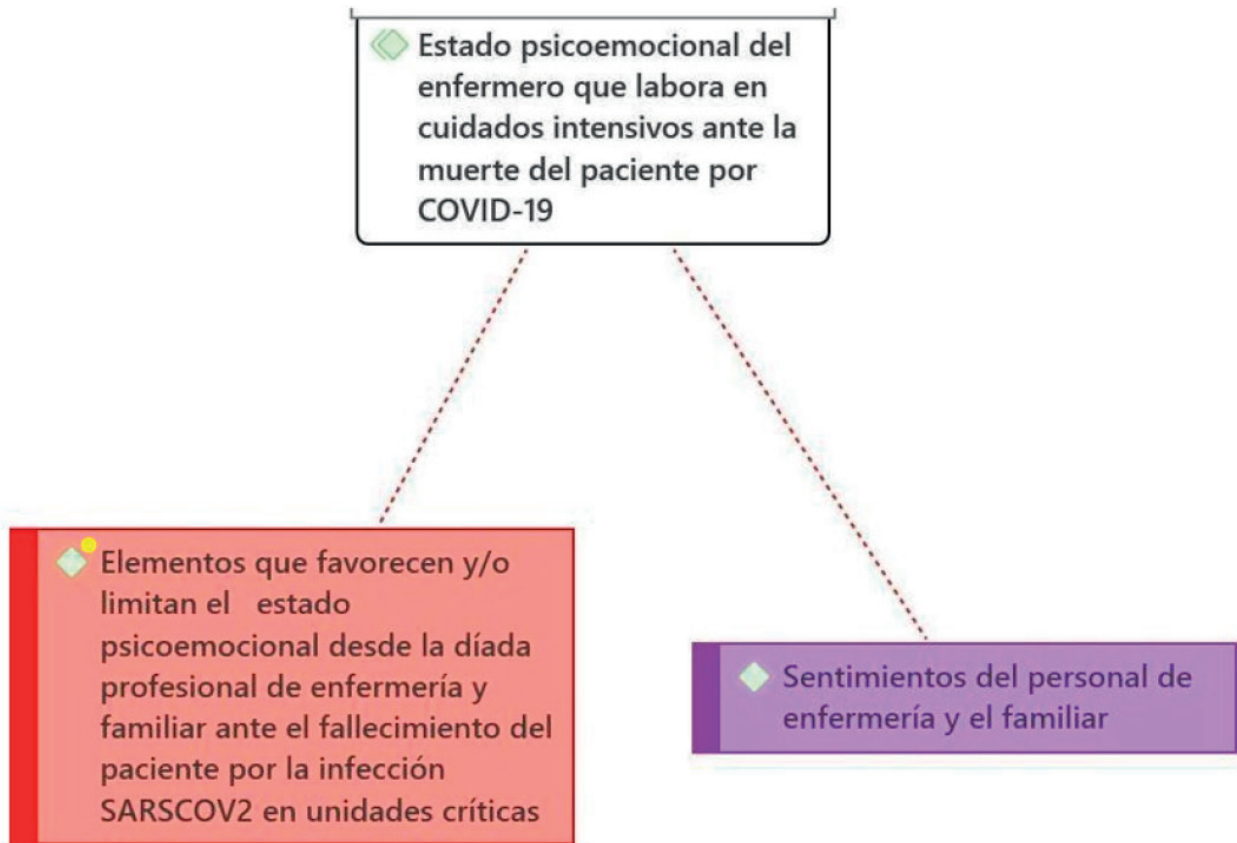 Estado psicoemocional del
enfermero que labora en
cuidados intensivos ante la
muerte del paciente por
COVID-19
Elementos que favorecen y/o
limitan el estado
psicoemocional desde la díada
profesional de enfermería y
familiar ante el fallecimiento del
paciente por la infección
SARSCOV2 en unidades críticas
Sentimientos del personal de
enfermería y el familiar